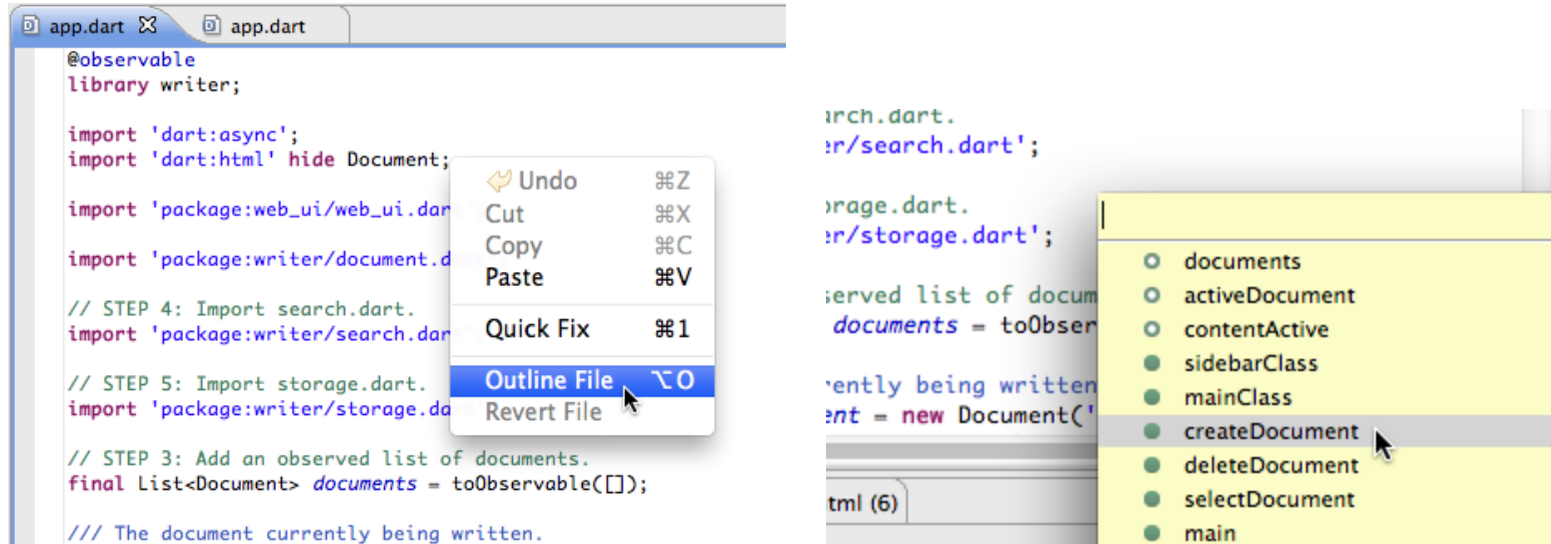 app.dart
app.dart
@observable
library writer;
import 'dart:async';
import 'dart:html' hide Document;
import 'package:web_ui/web_ui.dar
import 'package:writer/document.d
// STEP 4: Import search.dart.
import 'package:writer/search.dar
// STEP 5: Import storage.dart.
import 'package:writer/storage.da
// STEP 3: Add an observed list of documents.
final List<Document> documents = toObservable([]);
/// The document currently being written.
Undo ⌘Z
Cut ⌘X
Copy ⌘C
Paste ⌘V
Quick Fix ⌘1
Outline File ⌥O
Revert File
arch.dart.
er/search.dart';
orage.dart.
er/storage.dart';
served list of docum
documents = toObser
rently being written
ent = new Document('
tml (6)
documents
activeDocument
contentActive
sidebarClass
mainClass
createDocument
deleteDocument
selectDocument
main